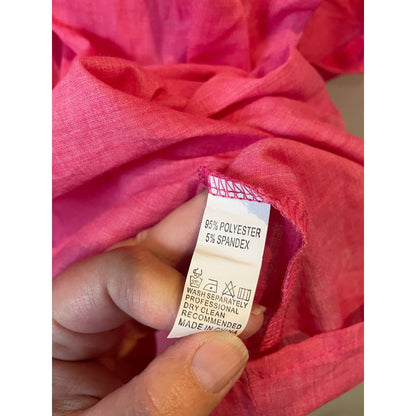 95% POLYESTER
5% SPANDEX
WASH SEPARATELY
PROFESSIONAL
DRY CLEAN
RECOMMENDED
MADE IN CHINA